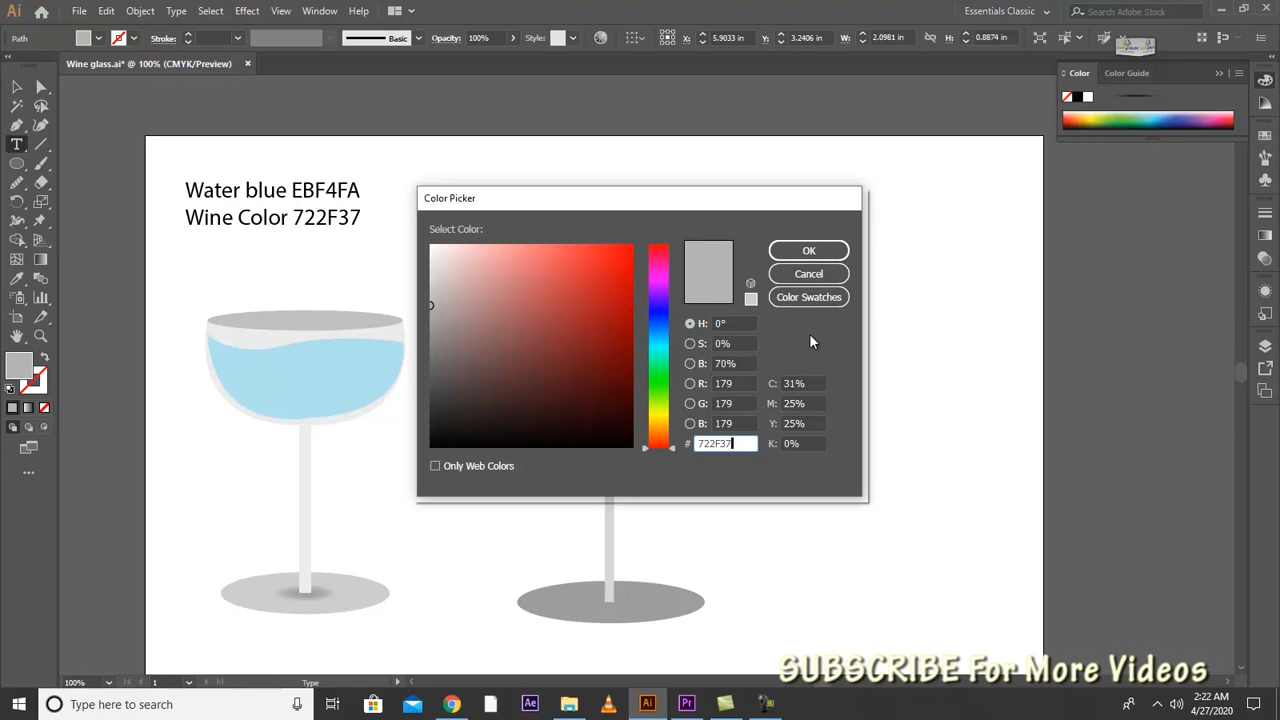 Ai File Edit Object Type Select Effect View Window Help Essentials Classic Search Adobe Stock
Path Stroke: Basic Opacity: 100% Style: X: 5.9033 in Y: 3.2406 in W: 2.0981 in H: 0.8874 in
Wine glass.ai* @ 100% (CMYK/Preview)
Color Color Guide
Water blue EBF4FA
Wine Color 722F37
Color Picker
Select Color:
OK
Cancel
Color Swatches
H: 0°
S: 0%
B: 70%
R: 179 C: 31%
G: 179 M: 25%
B: 179 Y: 25%
# 722F37 K: 0%
Only Web Colors
SUBSCRIBE For More Videos
100% 1 Type
Type here to search Ae Ai Pr 2:22 AM
4/27/2020